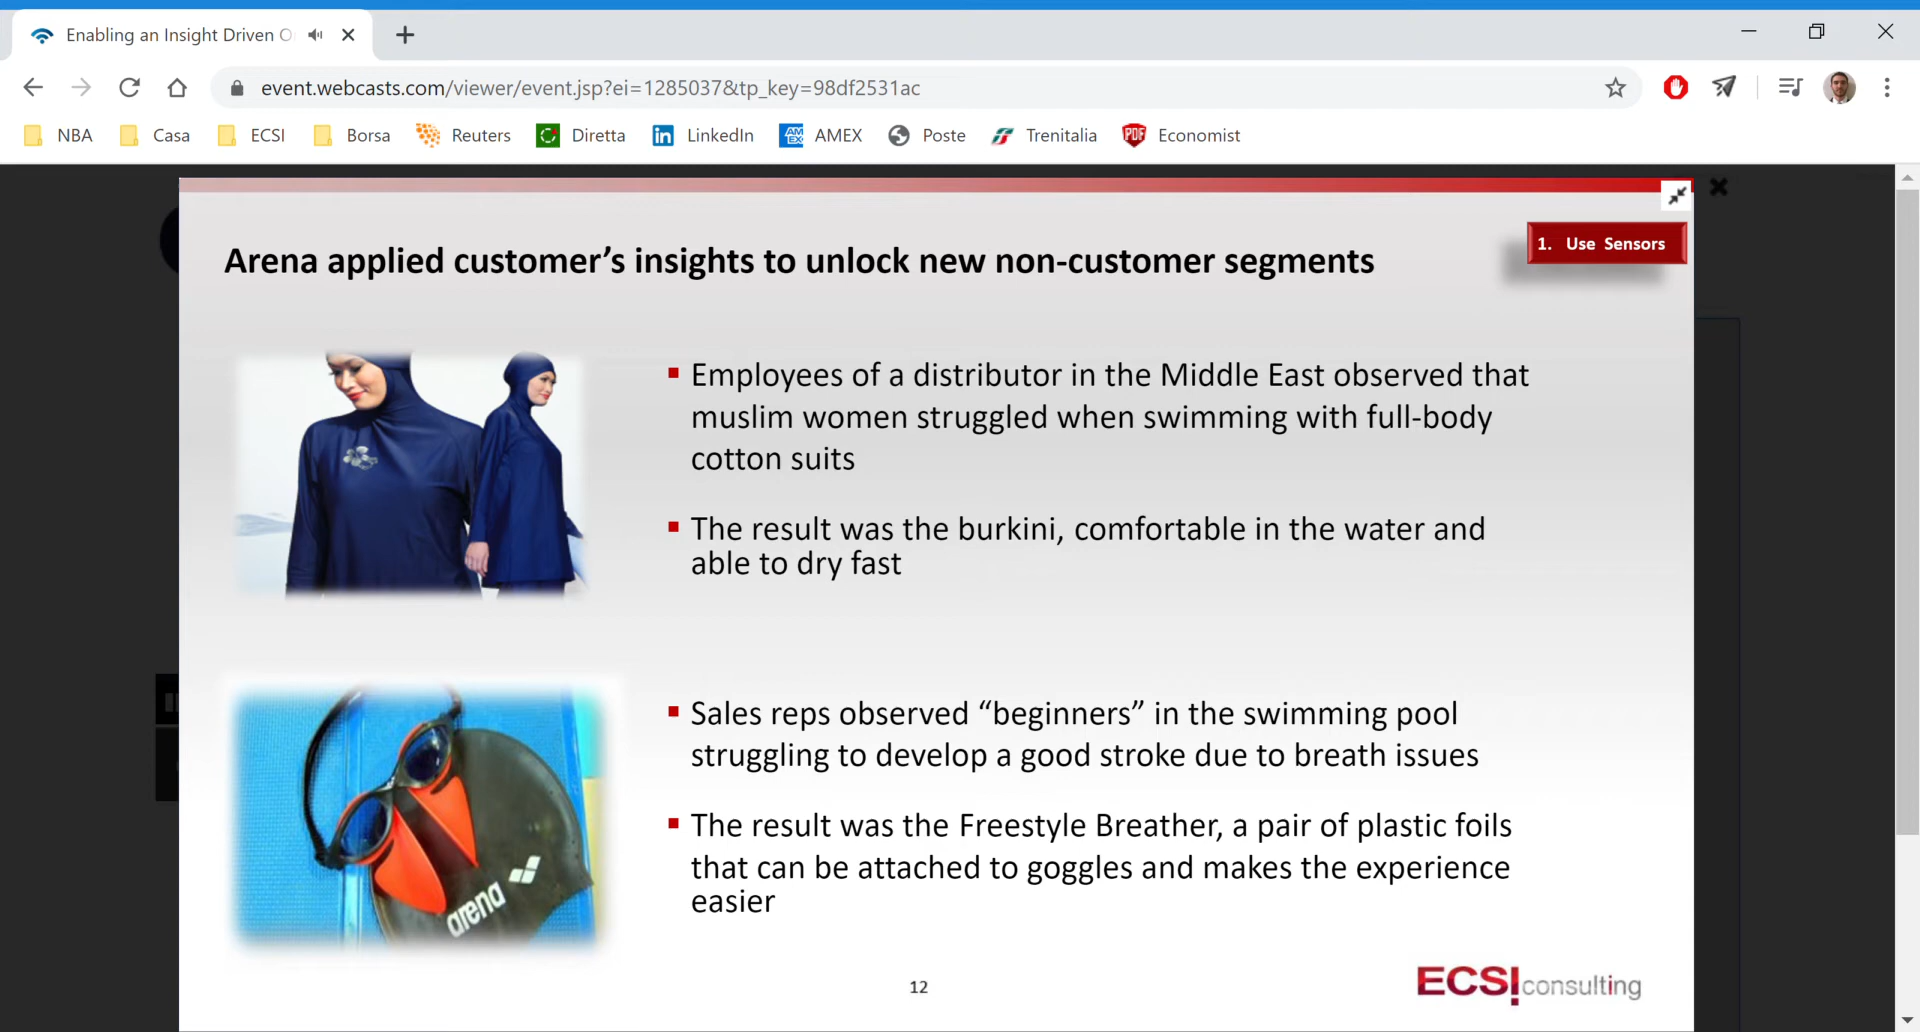 Enabling an Insight Driven O
event.webcasts.com/viewer/event.jsp?ei=1285037&tp_key=98df2531ac
NBA Casa ECSI Borsa Reuters Diretta LinkedIn AMEX Poste Trenitalia Economist
AM
EX
in
PDF
1. Use Sensors
Arena applied customer’s insights to unlock new non-customer segments
▪ Employees of a distributor in the Middle East observed that
muslim women struggled when swimming with full-body
cotton suits
▪ The result was the burkini, comfortable in the water and
able to dry fast
▪ Sales reps observed “beginners” in the swimming pool
struggling to develop a good stroke due to breath issues
▪ The result was the Freestyle Breather, a pair of plastic foils
that can be attached to goggles and makes the experience
easier
arena
12
ECSI consulting